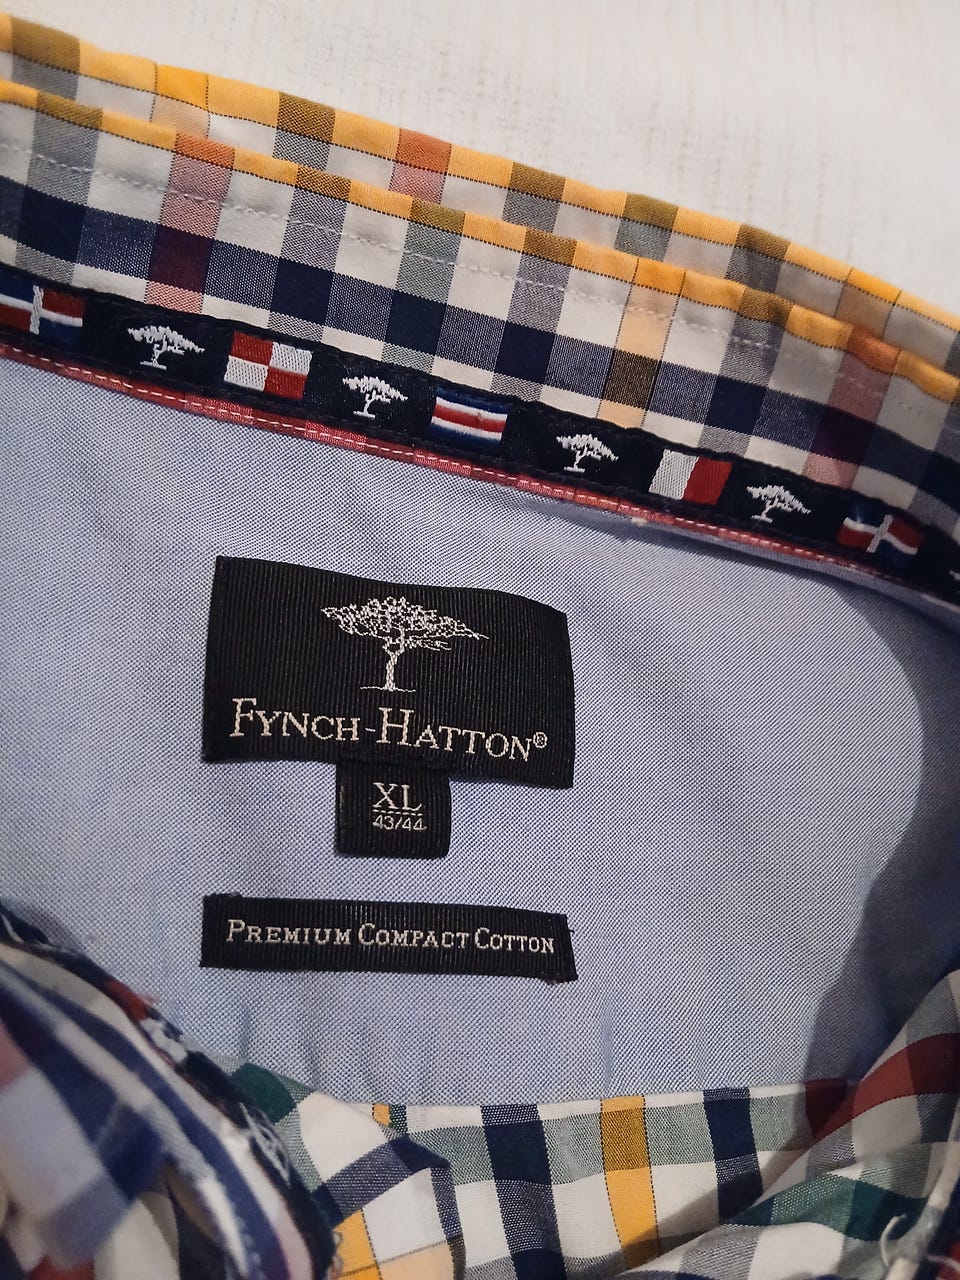 FYNCH-HATTON®
XL
43/44
PREMIUM COMPACT COTTON